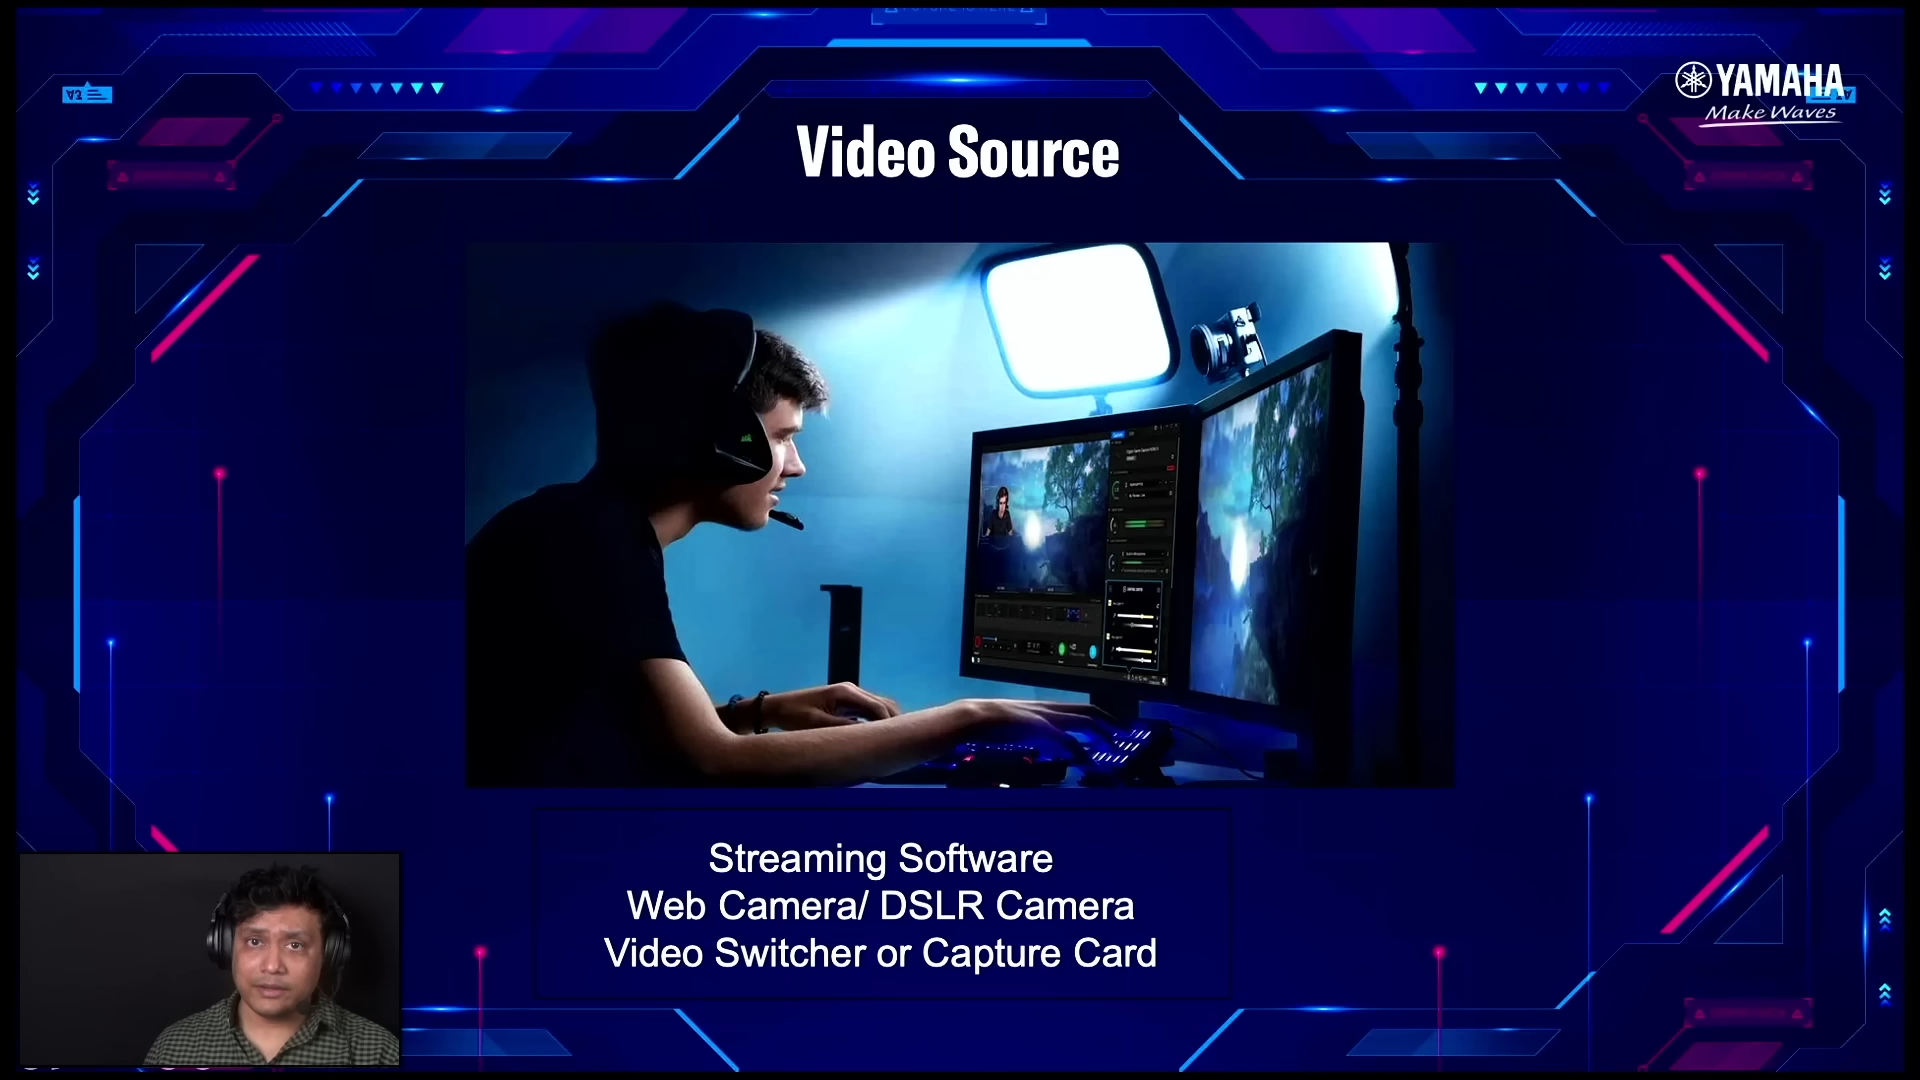 YAMAHA
Make Waves
Video Source
Streaming Software
Web Camera/ DSLR Camera
Video Switcher or Capture Card